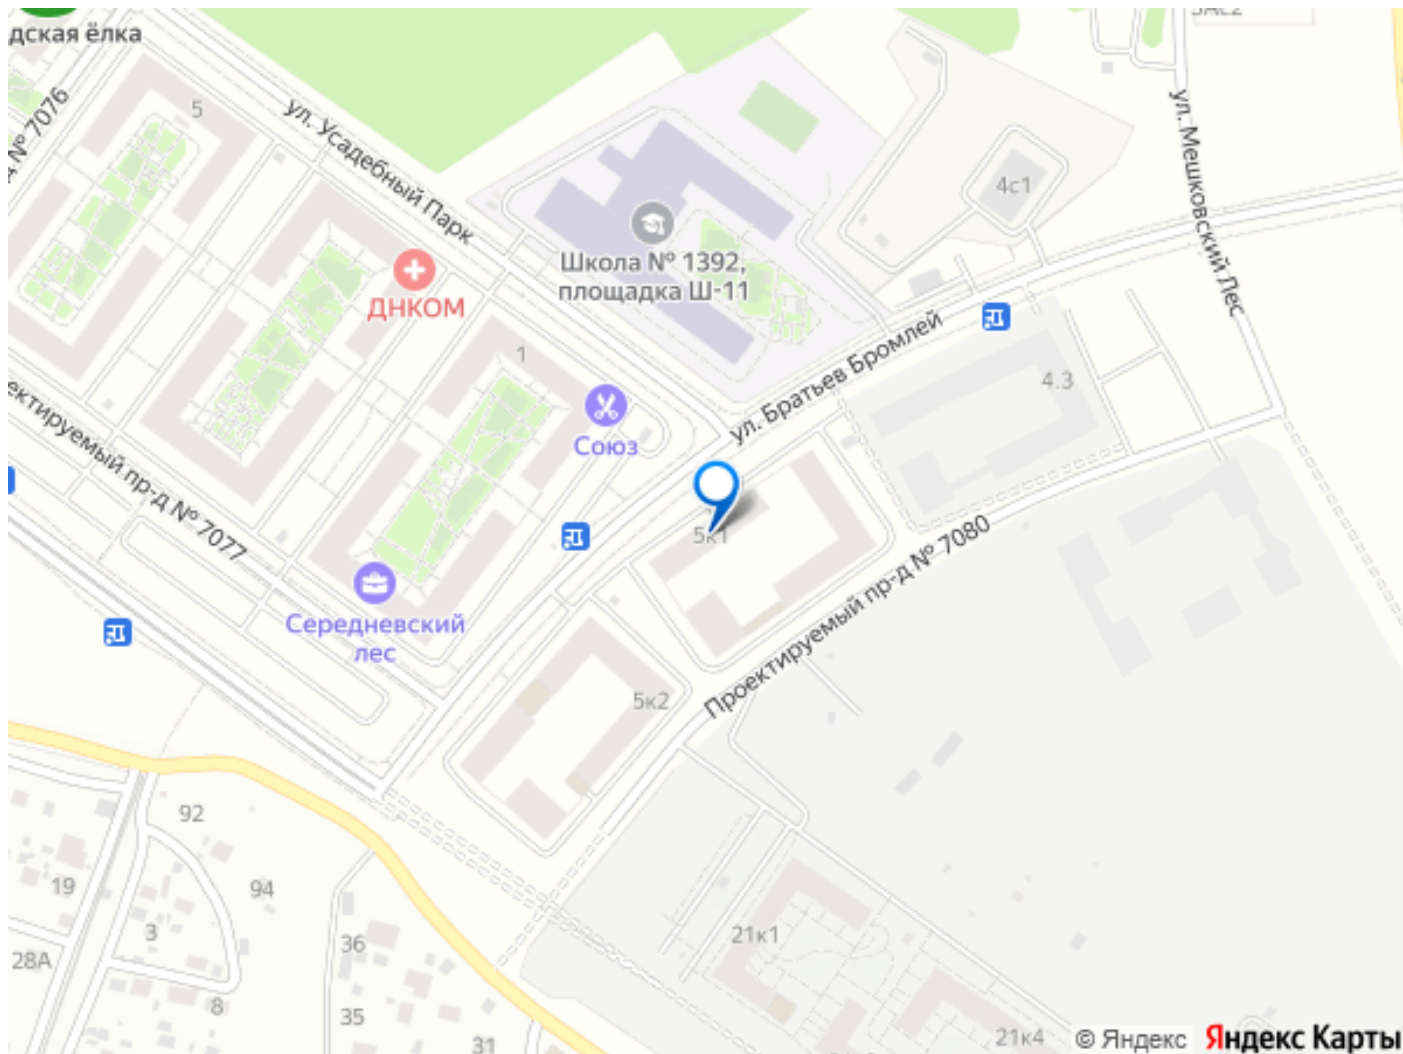 дская ёлка
5
ул. Усадебный Парк
№ 7076
ул. Мешковский Лес
4с1
Школа № 1392,
площадка Ш-11
ДНКОМ
1
ул. Братьев Бромлей
4.3
Союз
ектируемый пр-д № 7077
5к1
Проектируемый пр-д № 7080
Середневский
лес
5к2
92
94
19
3
36
28А
8
35
31
21к1
21к4
© Яндекс
Яндекс Карты